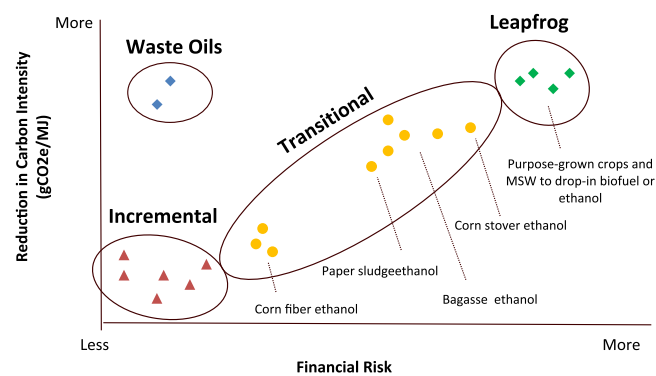 More
Leapfrog
Waste Oils
Transitional
Reduction in Carbon Intensity
(gCO2e/MJ)
Purpose-grown crops and
MSW to drop-in biofuel or
ethanol
Incremental
Corn stover ethanol
Paper sludgeethanol
Bagasse ethanol
Corn fiber ethanol
Less
More
Financial Risk